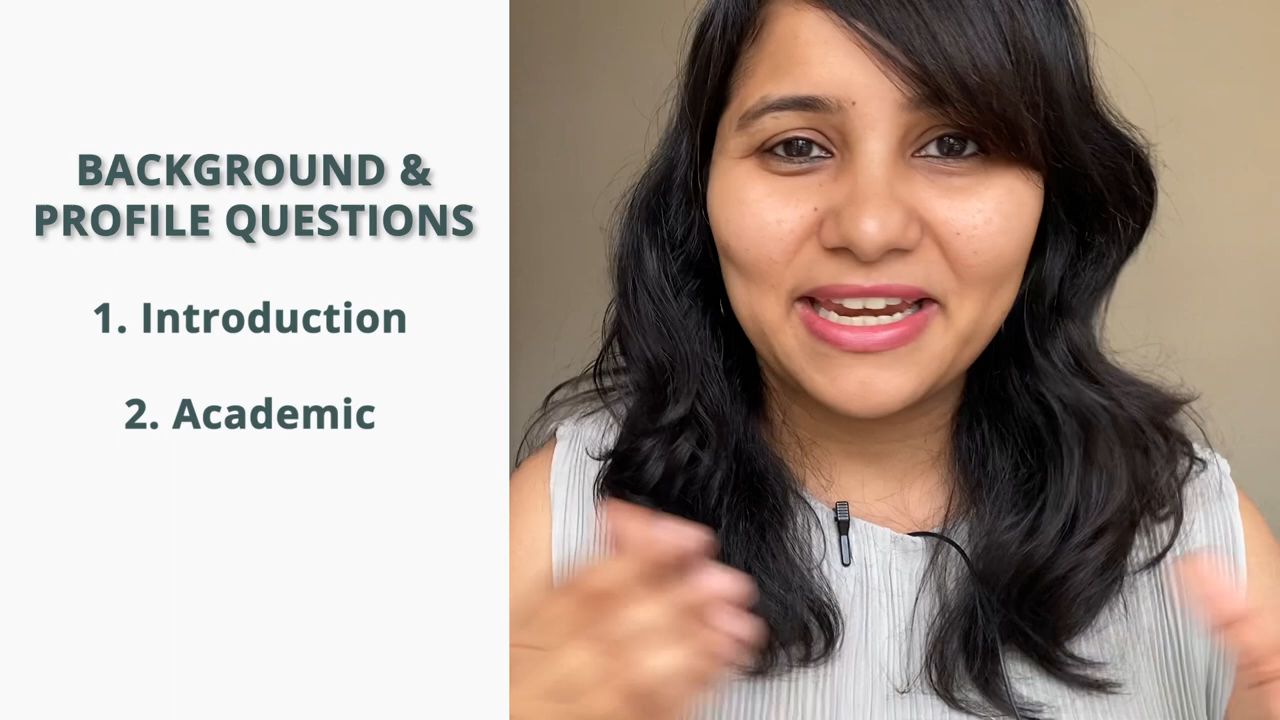 BACKGROUND &
PROFILE QUESTIONS
1. Introduction
2. Academic